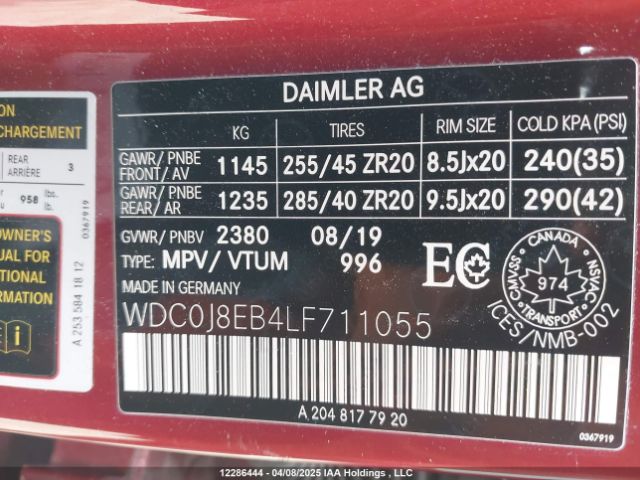 ON
CHARGEMENT
REAR
ARRIÈRE
3
958
lbs.
lb.
OWNER'S
UAL FOR
TIONAL
RMATION
i
0367919
A 253 584 18 12
DAIMLER AG
KG TIRES RIM SIZE COLD KPA (PSI)
GAWR/ PNBE
FRONT/ AV 1145 255/45 ZR20 8.5Jx20 240(35)
GAWR/ PNBE
REAR/ AR 1235 285/40 ZR20 9.5Jx20 290(42)
GVWR/ PNBV 2380 08/19
TYPE: MPV/ VTUM 996
MADE IN GERMANY
EC
CANADA
CMVSS NSVAC
974
TRANSPORT
ICES/NMB-002
WDC0J8EB4LF711055
A 204 817 79 20
0367919
12286444 - 04/08/2025 IAA Holdings, LLC